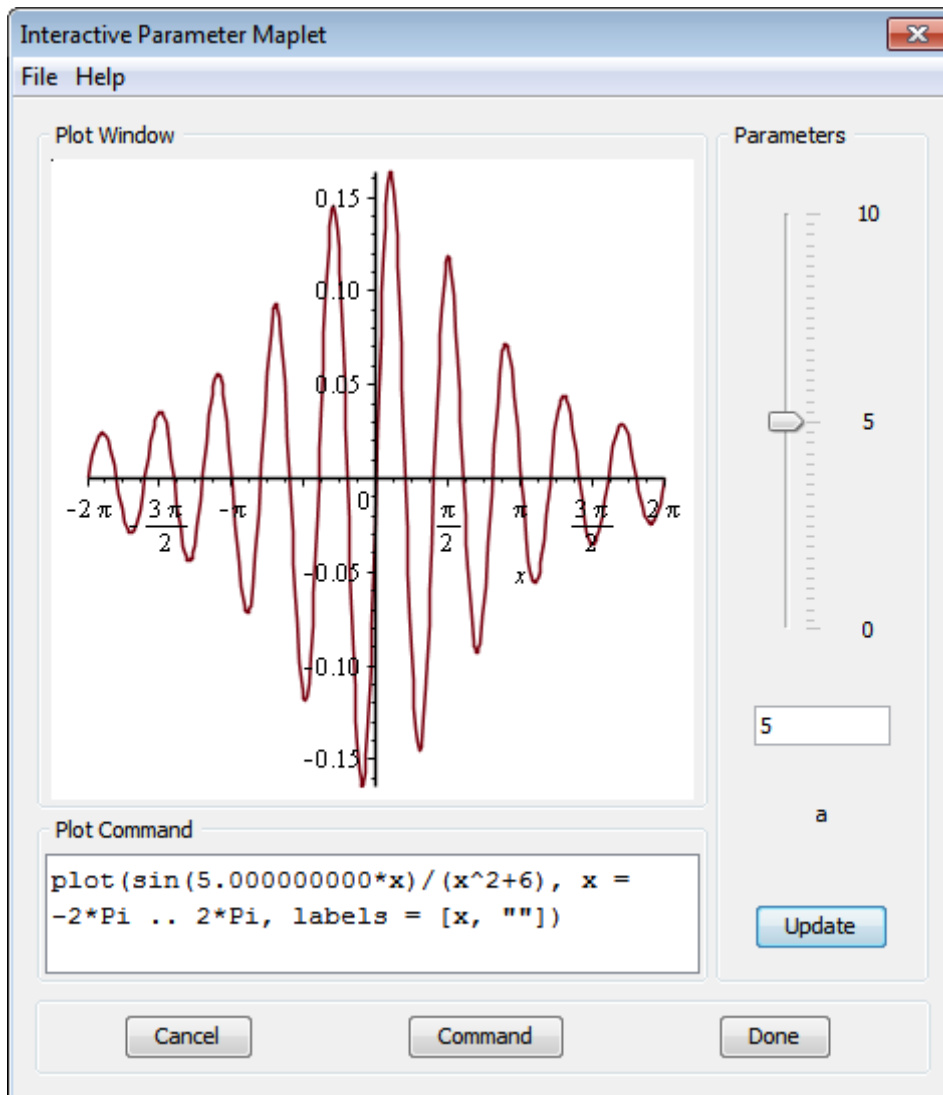 Interactive Parameter Maplet
File Help
Plot Window
0.15
0.10
0.05
0
-0.05
-0.10
-0.15
-2 π
- 3 π
2
-π
π
2
π
3 π
2
2 π
x
Parameters
10
5
0
5
a
Update
Plot Command
plot(sin(5.000000000*x)/(x^2+6), x =
-2*Pi .. 2*Pi, labels = [x, ""])
Cancel
Command
Done